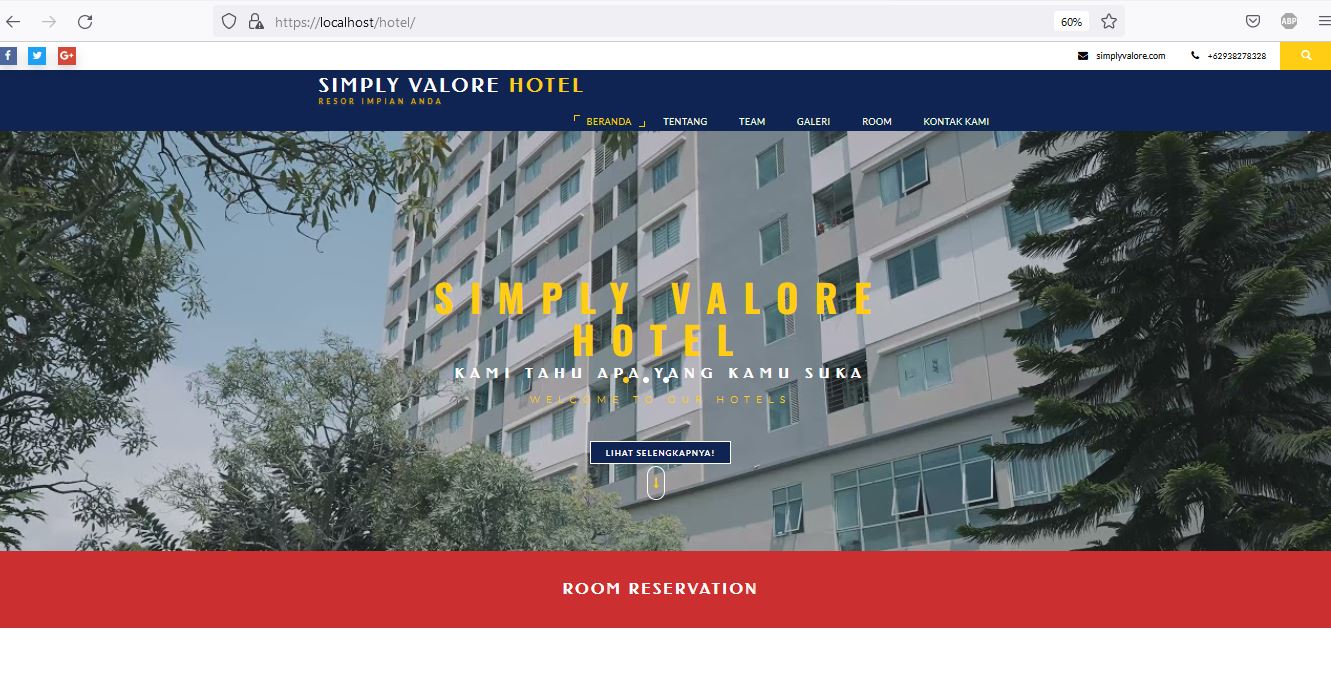 https://localhost/hotel/
60%
ABP
f
G+
simplyvalore.com
+62938278328
SIMPLY VALORE HOTEL
RESOR IMPIAN ANDA
BERANDA TENTANG TEAM GALERI ROOM KONTAK KAMI
SIMPLY VALORE
HOTEL
KAMI TAHU APA YANG KAMU SUKA
WELCOME TO OUR HOTELS
LIHAT SELENGKAPNYA!
ROOM RESERVATION